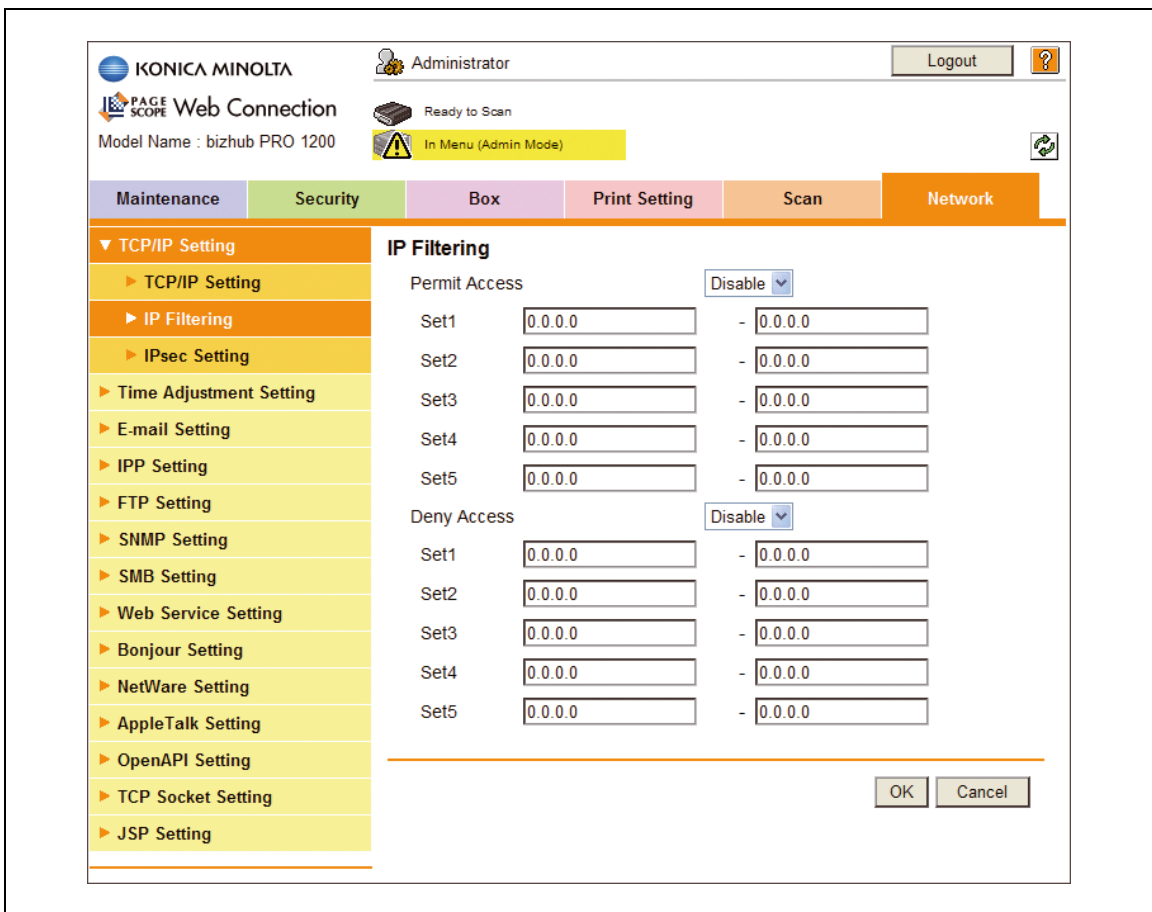 KONICA MINOLTA
Administrator
Logout
?
PAGE SCOPE Web Connection
Ready to Scan
Model Name : bizhub PRO 1200
In Menu (Admin Mode)
Maintenance Security Box Print Setting Scan Network
TCP/IP Setting
TCP/IP Setting
IP Filtering
IPsec Setting
Time Adjustment Setting
E-mail Setting
IPP Setting
FTP Setting
SNMP Setting
SMB Setting
Web Service Setting
Bonjour Setting
NetWare Setting
AppleTalk Setting
OpenAPI Setting
TCP Socket Setting
JSP Setting
IP Filtering
Permit Access Disable
Set1 0.0.0.0 - 0.0.0.0
Set2 0.0.0.0 - 0.0.0.0
Set3 0.0.0.0 - 0.0.0.0
Set4 0.0.0.0 - 0.0.0.0
Set5 0.0.0.0 - 0.0.0.0
Deny Access Disable
Set1 0.0.0.0 - 0.0.0.0
Set2 0.0.0.0 - 0.0.0.0
Set3 0.0.0.0 - 0.0.0.0
Set4 0.0.0.0 - 0.0.0.0
Set5 0.0.0.0 - 0.0.0.0
OK Cancel